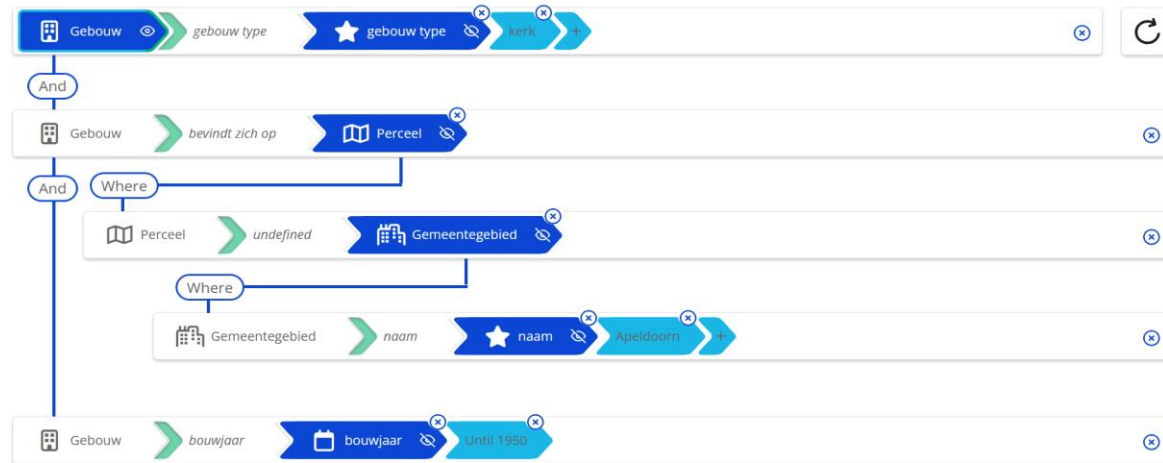 Gebouw gebouw type gebouw type kerk +
And
Gebouw bevindt zich op Perceel
And Where
Perceel undefined Gemeentegebied
Where
Gemeentegebied naam naam Apeldoorn +
Gebouw bouwjaar bouwjaar Until 1950